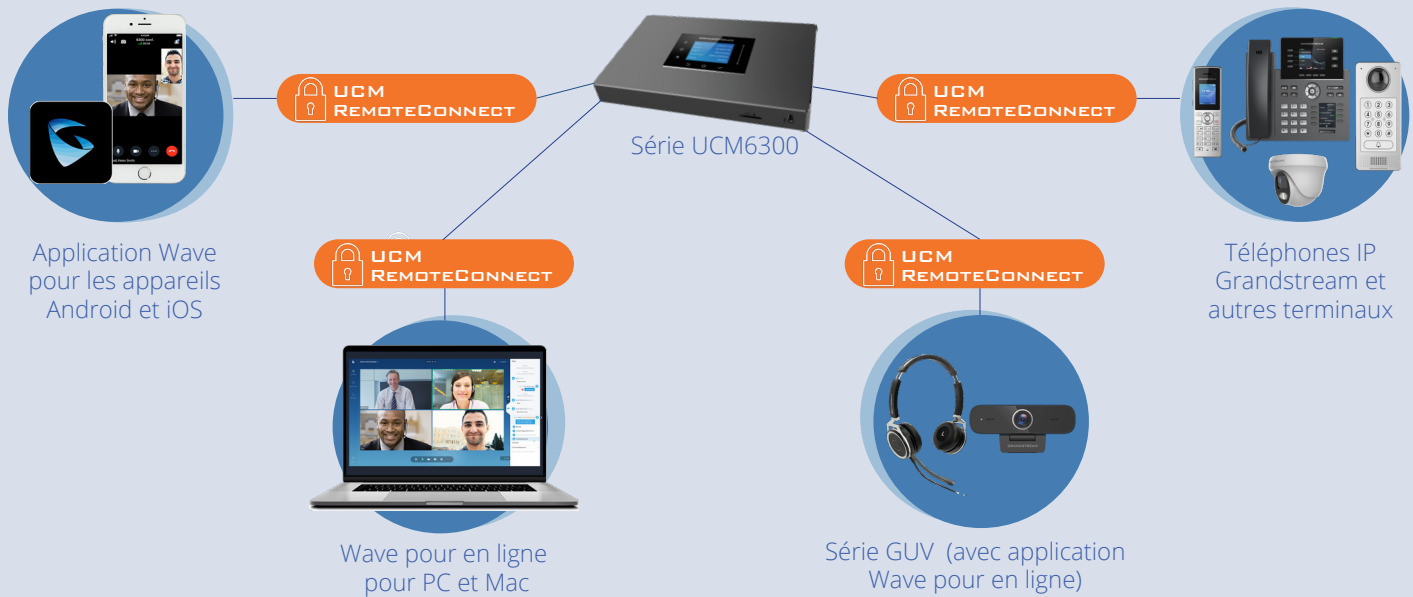 UCM
REMOTECONNECT
UCM
REMOTECONNECT
Série UCM6300
Application Wave
pour les appareils
Android et iOS
UCM
REMOTECONNECT
UCM
REMOTECONNECT
Téléphones IP
Grandstream et
autres terminaux
GRANDSTREAM
Wave pour en ligne
pour PC et Mac
Série GUV (avec application
Wave pour en ligne)